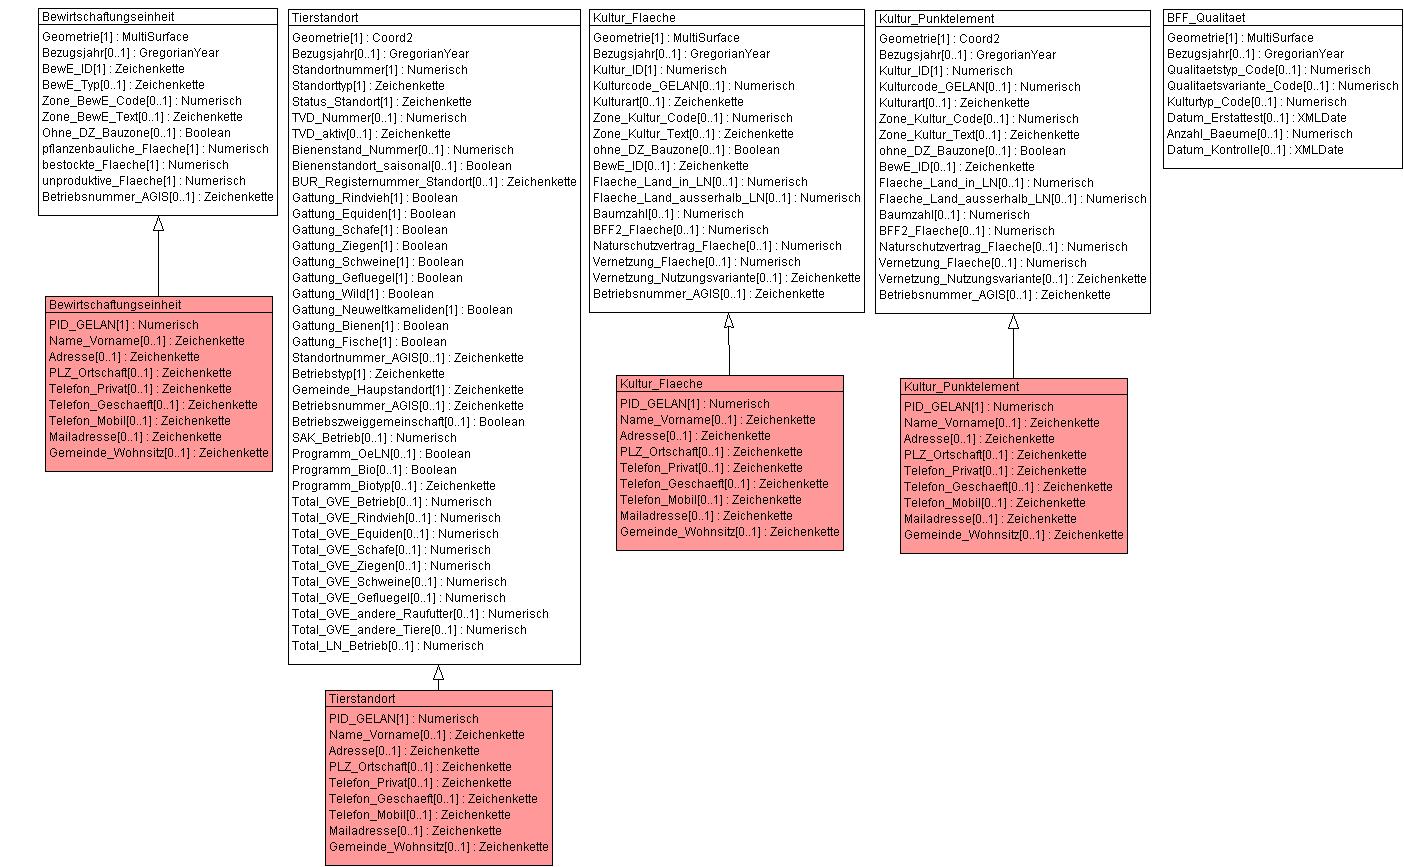 Bewirtschaftungseinheit
Geometrie[1] : MultiSurface
Bezugsjahr[0..1] : GregorianYear
BewE_ID[1] : Zeichenkette
BewE_Typ[0..1] : Zeichenkette
Zone_BewE_Code[0..1] : Numerisch
Zone_BewE_Text[0..1] : Zeichenkette
Ohne_DZ_Bauzone[0..1] : Boolean
pflanzenbauliche_Flaeche[1] : Numerisch
bestockte_Flaeche[1] : Numerisch
unproduktive_Flaeche[1] : Numerisch
Betriebsnummer_AGIS[0..1] : Zeichenkette
Bewirtschaftungseinheit
PID_GELAN[1] : Numerisch
Name_Vorname[0..1] : Zeichenkette
Adresse[0..1] : Zeichenkette
PLZ_Ortschaft[0..1] : Zeichenkette
Telefon_Privat[0..1] : Zeichenkette
Telefon_Geschaeft[0..1] : Zeichenkette
Telefon_Mobil[0..1] : Zeichenkette
Mailadresse[0..1] : Zeichenkette
Gemeinde_Wohnsitz[0..1] : Zeichenkette
Tierstandort
Geometrie[1] : Coord2
Bezugsjahr[0..1] : GregorianYear
Standortnummer[1] : Numerisch
Standorttyp[1] : Zeichenkette
Status_Standort[1] : Zeichenkette
TVD_Nummer[0..1] : Numerisch
TVD_aktiv[0..1] : Zeichenkette
Bienenstand_Nummer[0..1] : Numerisch
Bienenstandort_saisonal[0..1] : Boolean
BUR_Registernummer_Standort[0..1] : Zeichenkette
Gattung_Rindvieh[1] : Boolean
Gattung_Equiden[1] : Boolean
Gattung_Schafe[1] : Boolean
Gattung_Ziegen[1] : Boolean
Gattung_Schweine[1] : Boolean
Gattung_Gefluegel[1] : Boolean
Gattung_Wild[1] : Boolean
Gattung_Neuweltkameliden[1] : Boolean
Gattung_Bienen[1] : Boolean
Gattung_Fische[1] : Boolean
Standortnummer_AGIS[0..1] : Zeichenkette
Betriebstyp[1] : Zeichenkette
Gemeinde_Haupstandort[1] : Zeichenkette
Betriebsnummer_AGIS[0..1] : Zeichenkette
Betriebszweiggemeinschaft[0..1] : Boolean
SAK_Betrieb[0..1] : Numerisch
Programm_OeLN[0..1] : Boolean
Programm_Bio[0..1] : Boolean
Programm_Biotyp[0..1] : Zeichenkette
Total_GVE_Betrieb[0..1] : Numerisch
Total_GVE_Rindvieh[0..1] : Numerisch
Total_GVE_Equiden[0..1] : Numerisch
Total_GVE_Schafe[0..1] : Numerisch
Total_GVE_Ziegen[0..1] : Numerisch
Total_GVE_Schweine[0..1] : Numerisch
Total_GVE_Gefluegel[0..1] : Numerisch
Total_GVE_andere_Raufutter[0..1] : Numerisch
Total_GVE_andere_Tiere[0..1] : Numerisch
Total_LN_Betrieb[0..1] : Numerisch
Tierstandort
PID_GELAN[1] : Numerisch
Name_Vorname[0..1] : Zeichenkette
Adresse[0..1] : Zeichenkette
PLZ_Ortschaft[0..1] : Zeichenkette
Telefon_Privat[0..1] : Zeichenkette
Telefon_Geschaeft[0..1] : Zeichenkette
Telefon_Mobil[0..1] : Zeichenkette
Mailadresse[0..1] : Zeichenkette
Gemeinde_Wohnsitz[0..1] : Zeichenkette
Kultur_Flaeche
Geometrie[1] : MultiSurface
Bezugsjahr[0..1] : GregorianYear
Kultur_ID[1] : Numerisch
Kulturcode_GELAN[0..1] : Numerisch
Kulturart[0..1] : Zeichenkette
Zone_Kultur_Code[0..1] : Numerisch
Zone_Kultur_Text[0..1] : Zeichenkette
ohne_DZ_Bauzone[0..1] : Boolean
BewE_ID[0..1] : Zeichenkette
Flaeche_Land_in_LN[0..1] : Numerisch
Flaeche_Land_ausserhalb_LN[0..1] : Numerisch
Baumzahl[0..1] : Numerisch
BFF2_Flaeche[0..1] : Numerisch
Naturschutzvertrag_Flaeche[0..1] : Numerisch
Vernetzung_Flaeche[0..1] : Numerisch
Vernetzung_Nutzungsvariante[0..1] : Zeichenkette
Betriebsnummer_AGIS[0..1] : Zeichenkette
Kultur_Flaeche
PID_GELAN[1] : Numerisch
Name_Vorname[0..1] : Zeichenkette
Adresse[0..1] : Zeichenkette
PLZ_Ortschaft[0..1] : Zeichenkette
Telefon_Privat[0..1] : Zeichenkette
Telefon_Geschaeft[0..1] : Zeichenkette
Telefon_Mobil[0..1] : Zeichenkette
Mailadresse[0..1] : Zeichenkette
Gemeinde_Wohnsitz[0..1] : Zeichenkette
Kultur_Punktelement
Geometrie[1] : Coord2
Bezugsjahr[0..1] : GregorianYear
Kultur_ID[1] : Numerisch
Kulturcode_GELAN[0..1] : Numerisch
Kulturart[0..1] : Zeichenkette
Zone_Kultur_Code[0..1] : Numerisch
Zone_Kultur_Text[0..1] : Zeichenkette
ohne_DZ_Bauzone[0..1] : Boolean
BewE_ID[0..1] : Zeichenkette
Flaeche_Land_in_LN[0..1] : Numerisch
Flaeche_Land_ausserhalb_LN[0..1] : Numerisch
Baumzahl[0..1] : Numerisch
BFF2_Flaeche[0..1] : Numerisch
Naturschutzvertrag_Flaeche[0..1] : Numerisch
Vernetzung_Flaeche[0..1] : Numerisch
Vernetzung_Nutzungsvariante[0..1] : Zeichenkette
Betriebsnummer_AGIS[0..1] : Zeichenkette
Kultur_Punktelement
PID_GELAN[1] : Numerisch
Name_Vorname[0..1] : Zeichenkette
Adresse[0..1] : Zeichenkette
PLZ_Ortschaft[0..1] : Zeichenkette
Telefon_Privat[0..1] : Zeichenkette
Telefon_Geschaeft[0..1] : Zeichenkette
Telefon_Mobil[0..1] : Zeichenkette
Mailadresse[0..1] : Zeichenkette
Gemeinde_Wohnsitz[0..1] : Zeichenkette
BFF_Qualitaet
Geometrie[1] : MultiSurface
Bezugsjahr[0..1] : GregorianYear
Qualitaetstyp_Code[0..1] : Numerisch
Qualitaetsvariante_Code[0..1] : Numerisch
Kulturtyp_Code[0..1] : Numerisch
Datum_Erstattest[0..1] : XMLDate
Anzahl_Baeume[0..1] : Numerisch
Datum_Kontrolle[0..1] : XMLDate